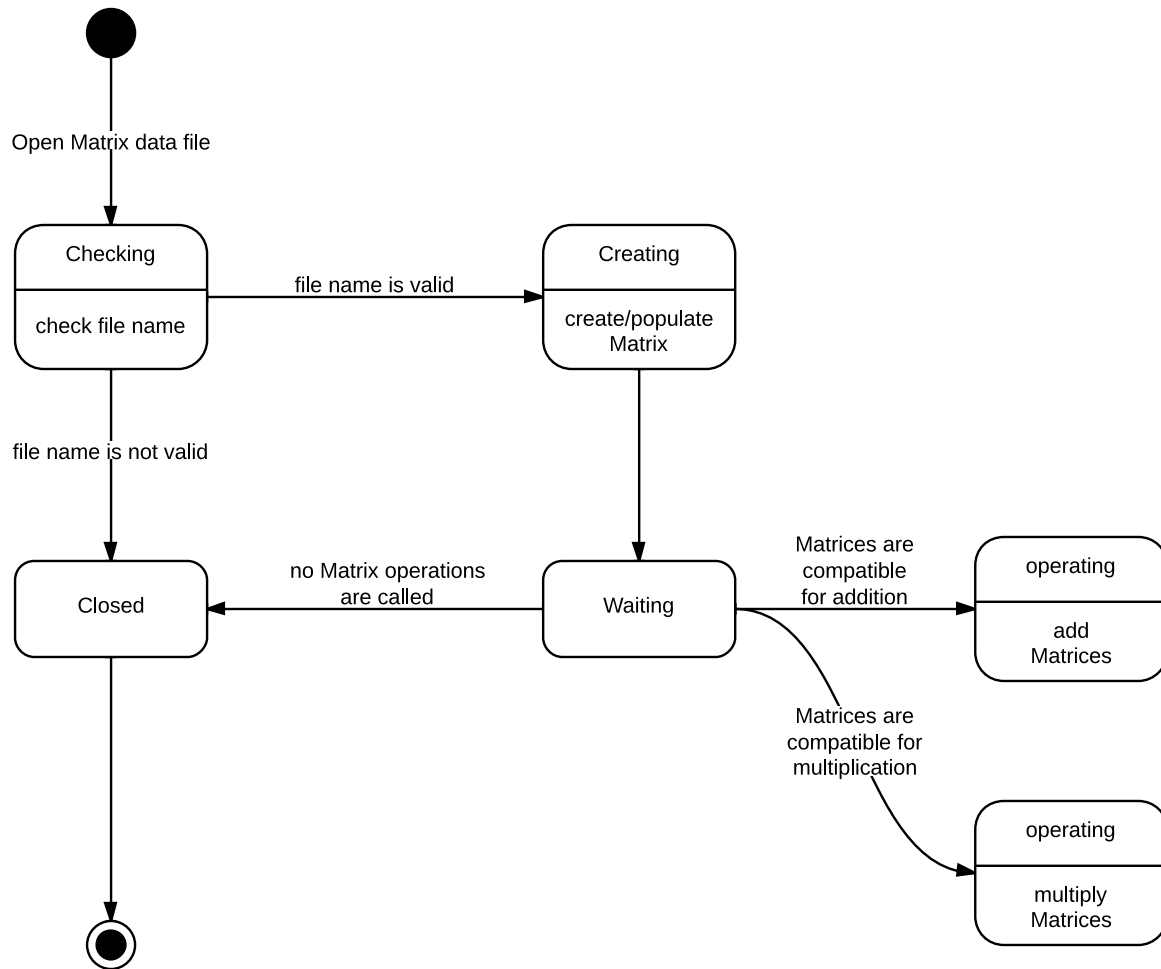 Open Matrix data file
Checking
check file name
file name is valid
Creating
create/populate
Matrix
file name is not valid
Closed
no Matrix operations
are called
Waiting
Matrices are
compatible
for addition
operating
add
Matrices
Matrices are
compatible for
multiplication
operating
multiply
Matrices